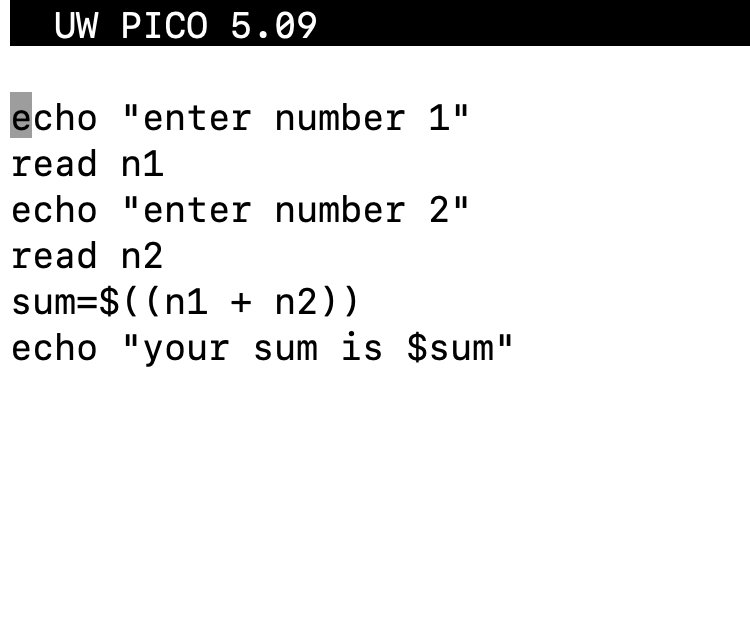 UW PICO 5.09
echo "enter number 1"
read n1
echo "enter number 2"
read n2
sum=$((n1 + n2))
echo "your sum is $sum"